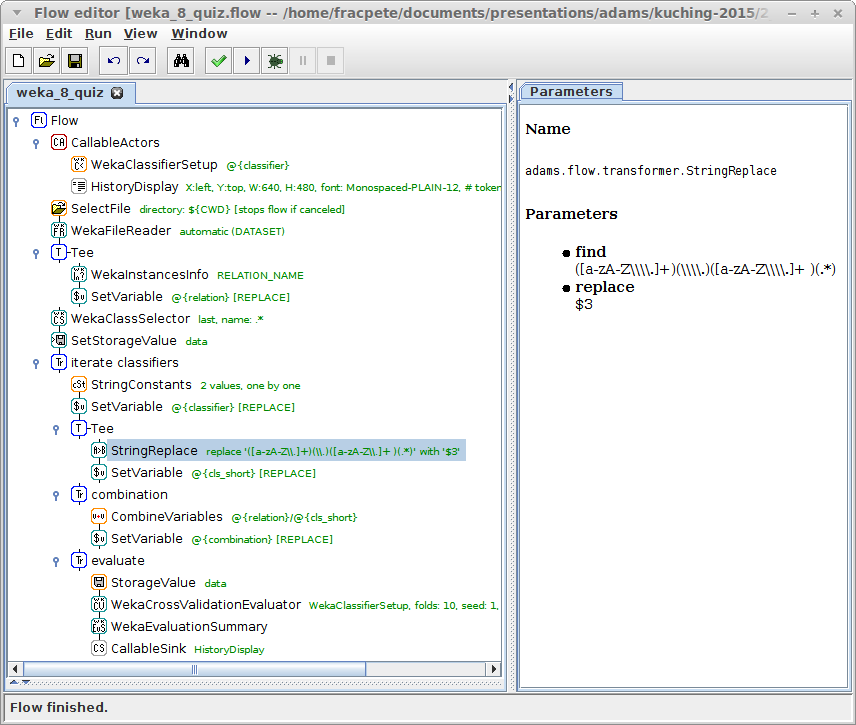 Flow editor [weka_8_quiz.flow -- /home/fracpete/documents/presentations/adams/kuching-2015/2
File Edit Run View Window
weka_8_quiz
Flow
CallableActors
WekaClassifierSetup @{classifier}
HistoryDisplay X:left, Y:top, W:640, H:480, font: Monospaced-PLAIN-12, # token
SelectFile directory: ${CWD} [stops flow if canceled]
WekaFileReader automatic (DATASET)
Tee
WekaInstancesInfo RELATION_NAME
SetVariable @{relation} [REPLACE]
WekaClassSelector last, name: .*
SetStorageValue data
iterate classifiers
StringConstants 2 values, one by one
SetVariable @{classifier} [REPLACE]
Tee
StringReplace replace '([a-zA-Z\\.]+)(\\.)([a-zA-Z\\.]+ )(.*)' with '$3'
SetVariable @{cls_short} [REPLACE]
combination
CombineVariables @{relation}/@{cls_short}
SetVariable @{combination} [REPLACE]
evaluate
StorageValue data
WekaCrossValidationEvaluator WekaClassifierSetup, folds: 10, seed: 1,
WekaEvaluationSummary
CallableSink HistoryDisplay
Parameters
Name
adams.flow.transformer.StringReplace
Parameters
find
([a-zA-Z\\\\.]+)(\\\\.)([a-zA-Z\\\\.]+ )(.*)
replace
$3
Flow finished.